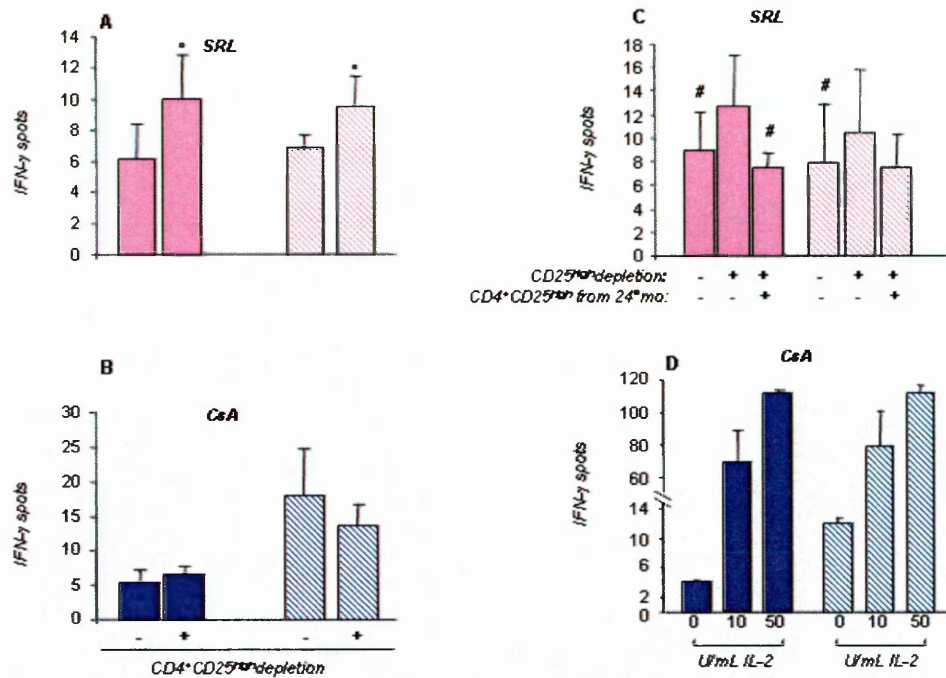 A
SRL
IFN-γ spots
14
12
10
8
6
4
2
0
*
*
B
CsA
IFN-γ spots
30
25
20
15
10
5
0
- + - +
CD4+CD25high depletion
C
SRL
IFN-γ spots
18
16
14
12
10
8
6
4
2
0
#
#
#
CD25high depletion: - + + - + +
CD4+CD25high from 24° mo: - - + - - +
D
CsA
IFN-γ spots
120
100
80
60
14
10
6
2
0
0 10 50 0 10 50
U/mL IL-2 U/mL IL-2